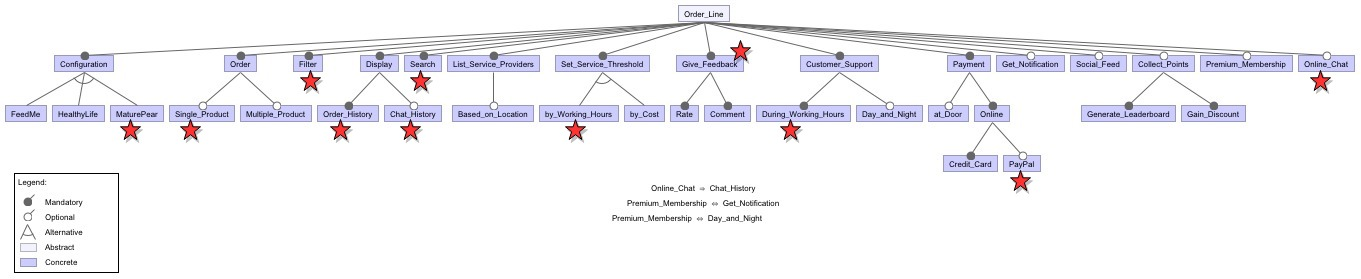 Order_Line
Configuration Order Filter Display Search List_Service_Providers Set_Service_Threshold Give_Feedback Customer_Support Payment Get_Notification Social_Feed Collect_Points Premium_Membership Online_Chat
FeedMe HealthyLife MaturePear Single_Product Multiple_Product Order_History Chat_History Based_on_Location by_Working_Hours by_Cost Rate Comment During_Working_Hours Day_and_Night at_Door Online Generate_Leaderboard Gain_Discount
Credit_Card PayPal
Legend:
Mandatory
Optional
Alternative
Abstract
Concrete
Online_Chat ⇒ Chat_History
Premium_Membership ⇔ Get_Notification
Premium_Membership ⇔ Day_and_Night